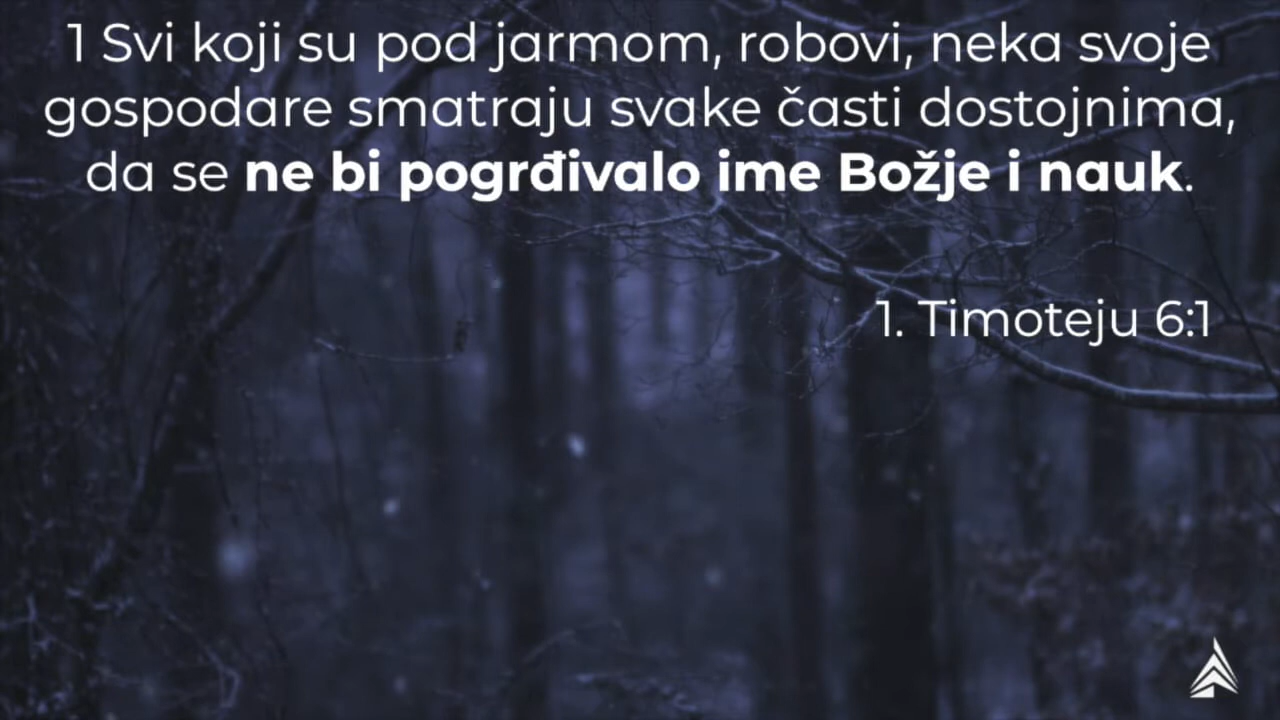 1 Svi koji su pod jarmom, robovi, neka svoje
gospodare smatraju svake časti dostojnima,
da se ne bi pogrđivalo ime Božje i nauk.
1. Timoteju 6:1